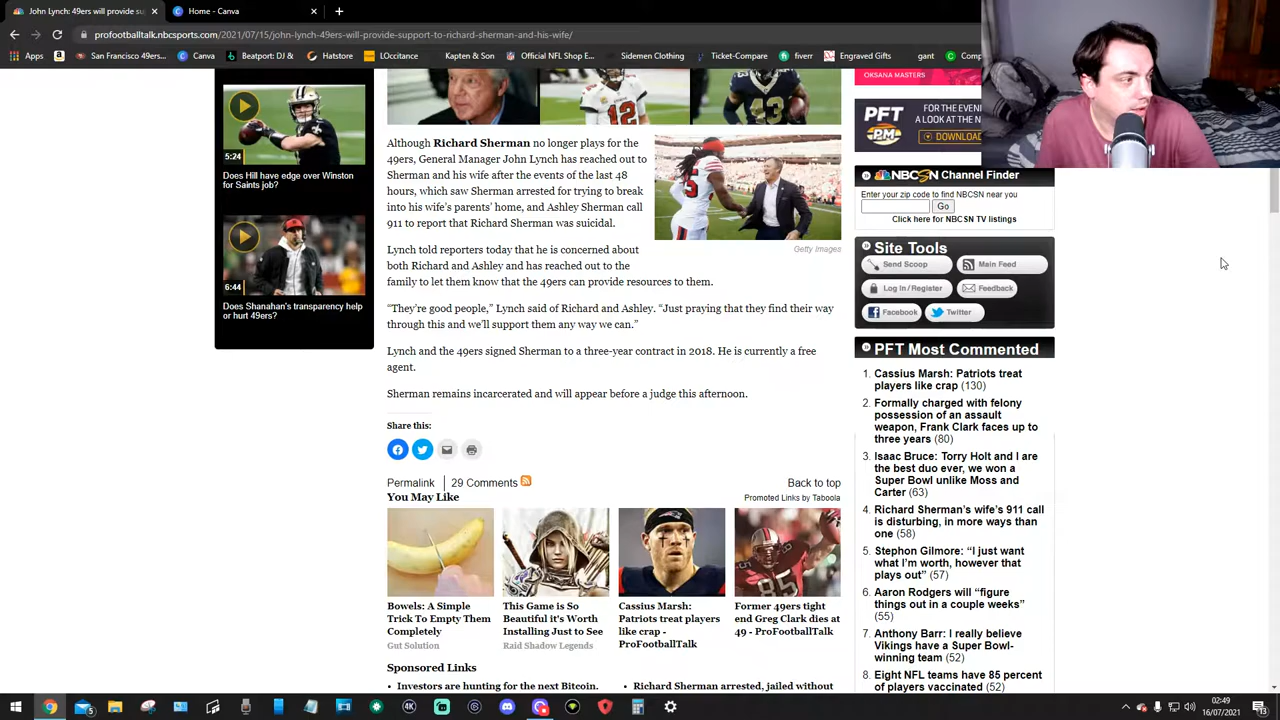 John Lynch: 49ers will provide su
Home - Canva
profootballtalk.nbcsports.com/2021/07/15/john-lynch-49ers-will-provide-support-to-richard-sherman-and-his-wife/
Apps
San Francisco 49ers...
Canva
Beatport: DJ &
Hostgator
LOccitance
Kapten & Son
Official NFL Shop E...
Sidemen Clothing
Ticket-Compare
fiverr
Engraved Gifts
gant
Comp
5:24
Does Hill have edge over Winston
for Saints job?
6:44
Does Shanahan's transparency help
or hurt 49ers?
Although Richard Sherman no longer plays for the
49ers, General Manager John Lynch has reached out to
Sherman and his wife after the events of the last 48
hours, which saw Sherman arrested for trying to break
into his wife's parents' home, and Ashley Sherman call
911 to report that Richard Sherman was suicidal.
Getty Images
Lynch told reporters today that he is concerned about
both Richard and Ashley and has reached out to the
family to let them know that the 49ers can provide resources to them.
“They're good people,” Lynch said of Richard and Ashley. “Just praying that they find their way
through this and we'll support them any way we can.”
Lynch and the 49ers signed Sherman to a three-year contract in 2018. He is currently a free
agent.
Sherman remains incarcerated and will appear before a judge this afternoon.
Share this:
Permalink
29 Comments
Back to top
You May Like
Promoted Links by Taboola
Bowels: A Simple
Trick To Empty Them
Completely
Gut Solution
This Game is So
Beautiful it's Worth
Installing Just to See
Raid Shadow Legends
Cassius Marsh:
Patriots treat players
like crap -
ProFootballTalk
Former 49ers tight
end Greg Clark dies at
49 - ProFootballTalk
Sponsored Links
Investors are hunting for the next Bitcoin.
Richard Sherman arrested, jailed without
OKSANA MASTERS
PFT
PM
FOR THE EVENI
A LOOK AT THE N
DOWNLOAD
NBCSN Channel Finder
Enter your zip code to find NBCSN near you
Go
Click here for NBCSN TV listings
Site Tools
Send Scoop
Main Feed
Log In / Register
Feedback
Facebook
Twitter
PFT Most Commented
1. Cassius Marsh: Patriots treat
players like crap (130)
2. Formally charged with felony
possession of an assault
weapon, Frank Clark faces up to
three years (80)
3. Isaac Bruce: Torry Holt and I are
the best duo ever, we won a
Super Bowl unlike Moss and
Carter (63)
4. Richard Sherman's wife's 911 call
is disturbing, in more ways than
one (58)
5. Stephon Gilmore: “I just want
what I'm worth, however that
plays out” (57)
6. Aaron Rodgers will “figure
things out in a couple weeks”
(55)
7. Anthony Barr: I really believe
Vikings have a Super Bowl-
winning team (52)
8. Eight NFL teams have 85 percent
of players vaccinated (52)
02:49
16/07/2021